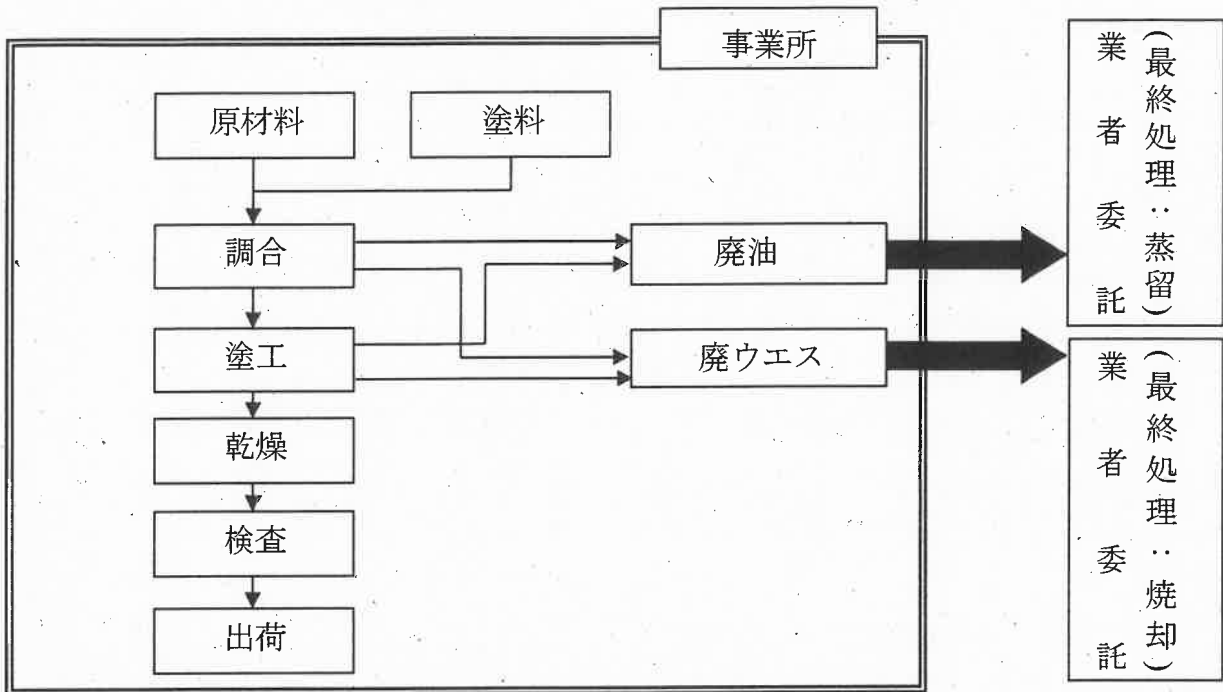 事業所
原材料
塗料
調合
塗工
乾燥
検査
出荷
廃油
廃ウエス
業者委託
(最終処理：蒸留)
業者委託
(最終処理：焼却)